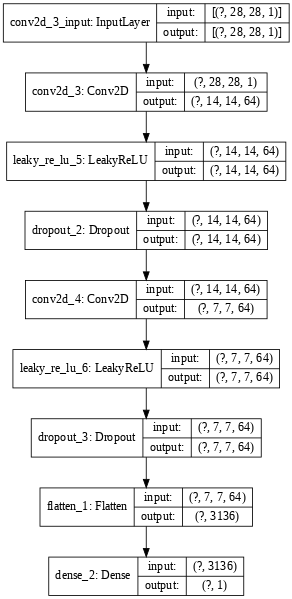 conv2d_3_input: InputLayer input: [(?, 28, 28, 1)]
output: [(?, 28, 28, 1)]
conv2d_3: Conv2D input: (?, 28, 28, 1)
output: (?, 14, 14, 64)
leaky_re_lu_5: LeakyReLU input: (?, 14, 14, 64)
output: (?, 14, 14, 64)
dropout_2: Dropout input: (?, 14, 14, 64)
output: (?, 14, 14, 64)
conv2d_4: Conv2D input: (?, 14, 14, 64)
output: (?, 7, 7, 64)
leaky_re_lu_6: LeakyReLU input: (?, 7, 7, 64)
output: (?, 7, 7, 64)
dropout_3: Dropout input: (?, 7, 7, 64)
output: (?, 7, 7, 64)
flatten_1: Flatten input: (?, 7, 7, 64)
output: (?, 3136)
dense_2: Dense input: (?, 3136)
output: (?, 1)